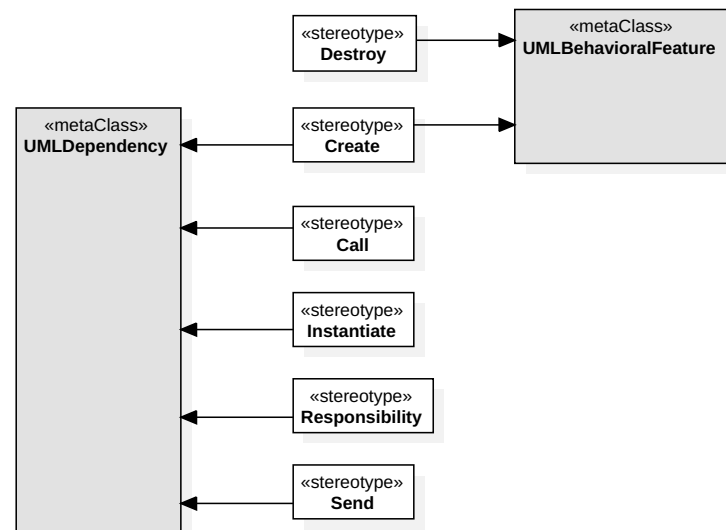 «stereotype»
Destroy
«metaClass»
UMLBehavioralFeature
«metaClass»
UMLDependency
«stereotype»
Create
«stereotype»
Call
«stereotype»
Instantiate
«stereotype»
Responsibility
«stereotype»
Send